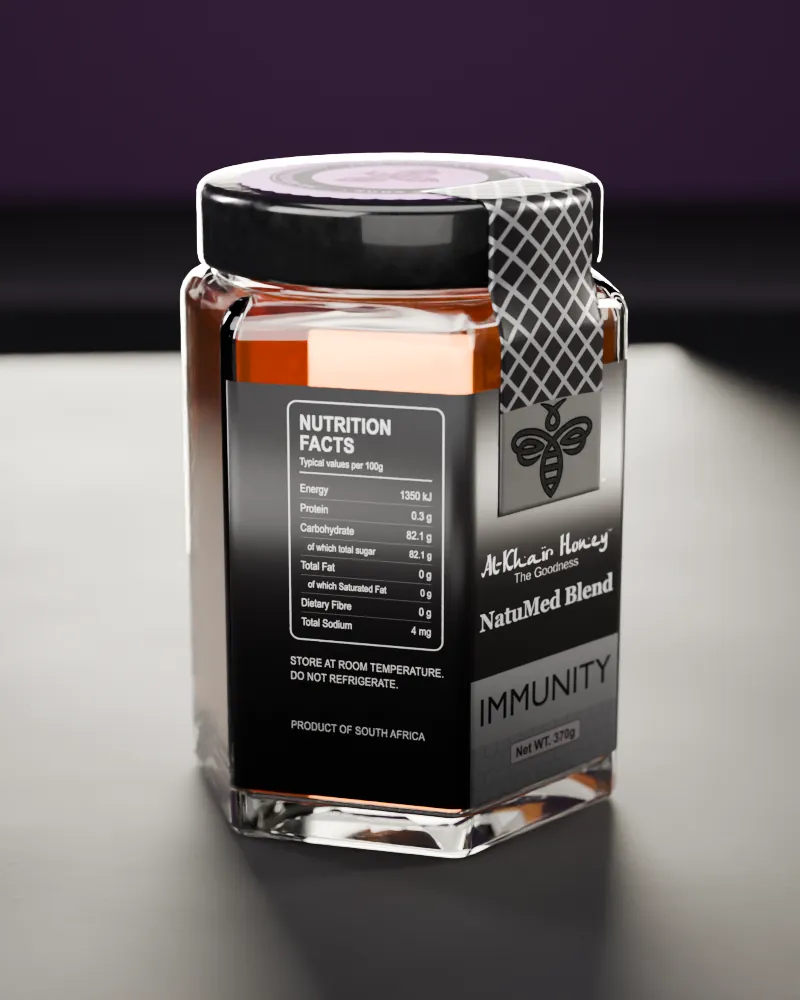 NUTRITION
FACTS
Typical values per 100g
Energy 1350 kJ
Protein 0.3 g
Carbohydrate 82.1 g
of which total sugar 82.1 g
Total Fat 0 g
of which Saturated Fat 0 g
Dietary Fibre 0 g
Total Sodium 4 mg
STORE AT ROOM TEMPERATURE.
DO NOT REFRIGERATE.
PRODUCT OF SOUTH AFRICA
Al-Khair Honey™
The Goodness
NatuMed Blend
IMMUNITY
Net WT. 370g